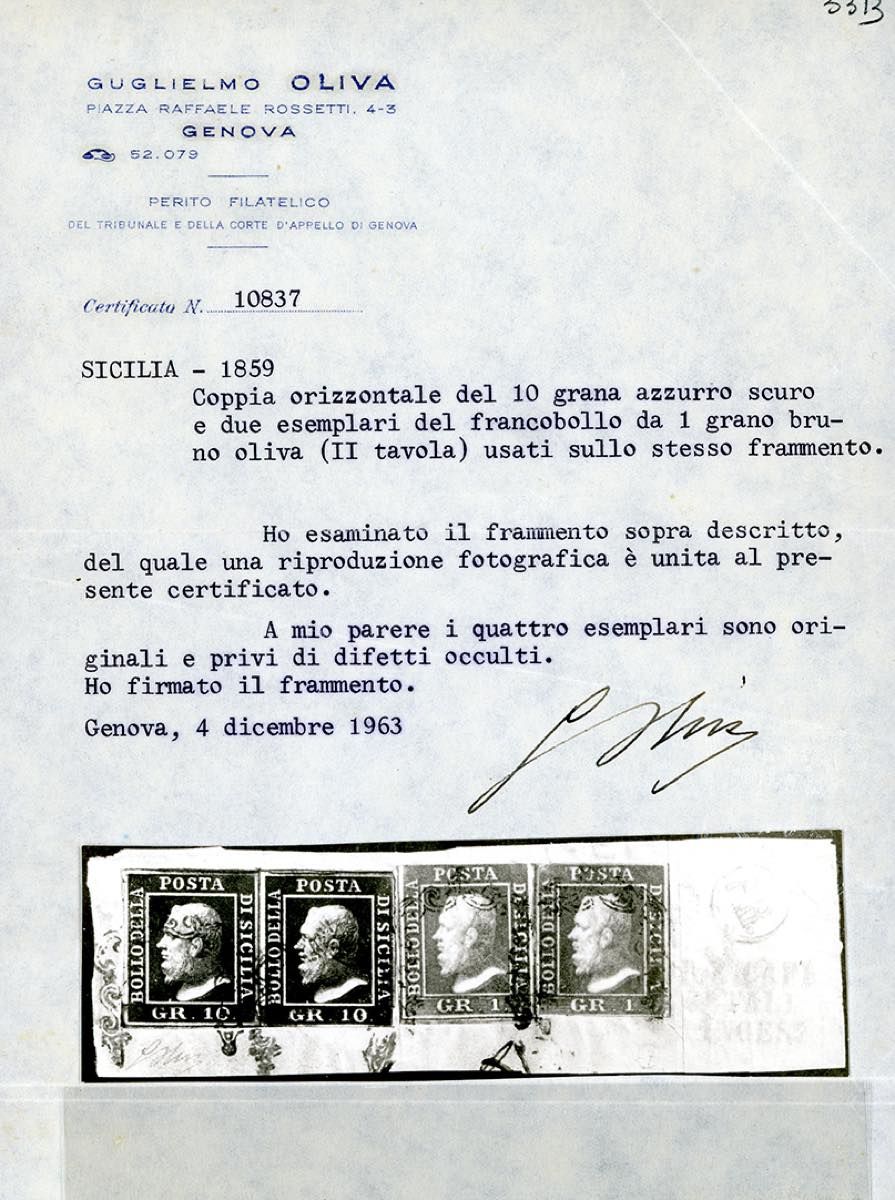 3313
GUGLIELMO OLIVA
PIAZZA RAFFAELE ROSSETTI, 4-3
GENOVA
52.079
PERITO FILATELICO
DEL TRIBUNALE E DELLA CORTE D'APPELLO DI GENOVA
Certificato N. 10837
SICILIA - 1859
Coppia orizzontale del 10 grana azzurro scuro
e due esemplari del francobollo da 1 grano bru-
no oliva (II tavola) usati sullo stesso frammento.
Ho esaminato il frammento sopra descritto,
del quale una riproduzione fotografica è unita al pre-
sente certificato.
A mio parere i quattro esemplari sono ori-
ginali e privi di difetti occulti.
Ho firmato il frammento.
Genova, 4 dicembre 1963
BOLLO DELLA POSTA DI SICILIA
GR. 10
BOLLO DELLA POSTA DI SICILIA
GR. 10
BOLLO DELLA POSTA DI SICILIA
GR. 1
BOLLO DELLA POSTA DI SICILIA
GR. 1